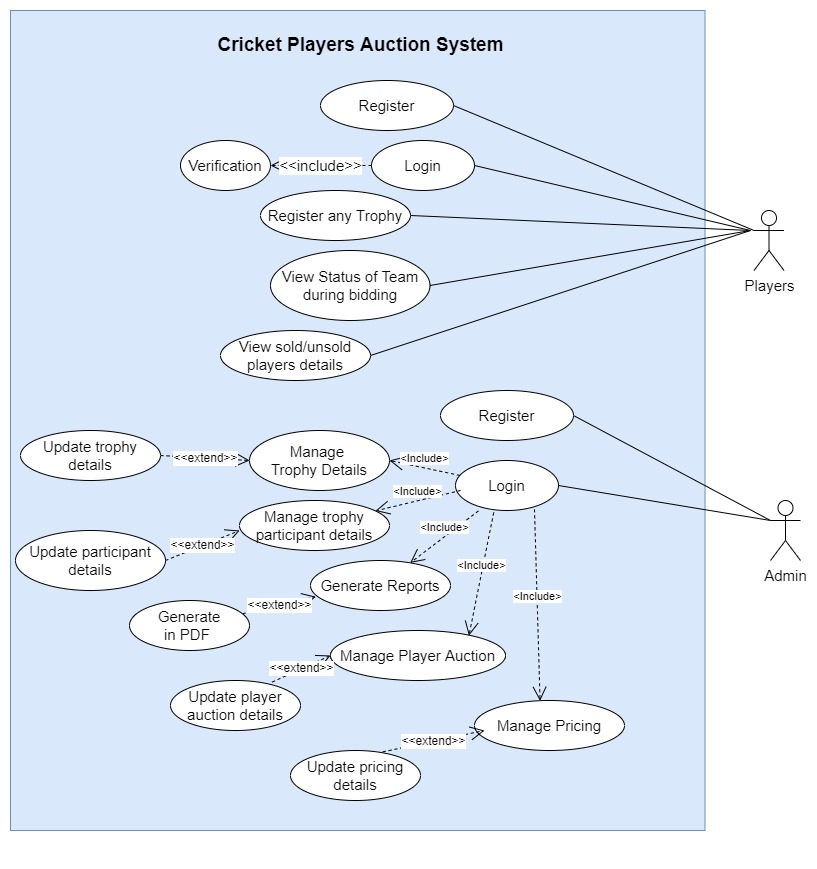 Cricket Players Auction System
Register
Verification
<<include>>
Login
Register any Trophy
View Status of Team
during bidding
Players
View sold/unsold
players details
Register
Update trophy
details
<<extend>>
Manage
Trophy Details
<Include>
Login
<Include>
Manage trophy
participant details
<Include>
Update participant
details
<<extend>>
<Include>
Admin
Generate Reports
<Include>
<<extend>>
Generate
in PDF
Manage Player Auction
<<extend>>
Update player
auction details
Manage Pricing
<<extend>>
Update pricing
details